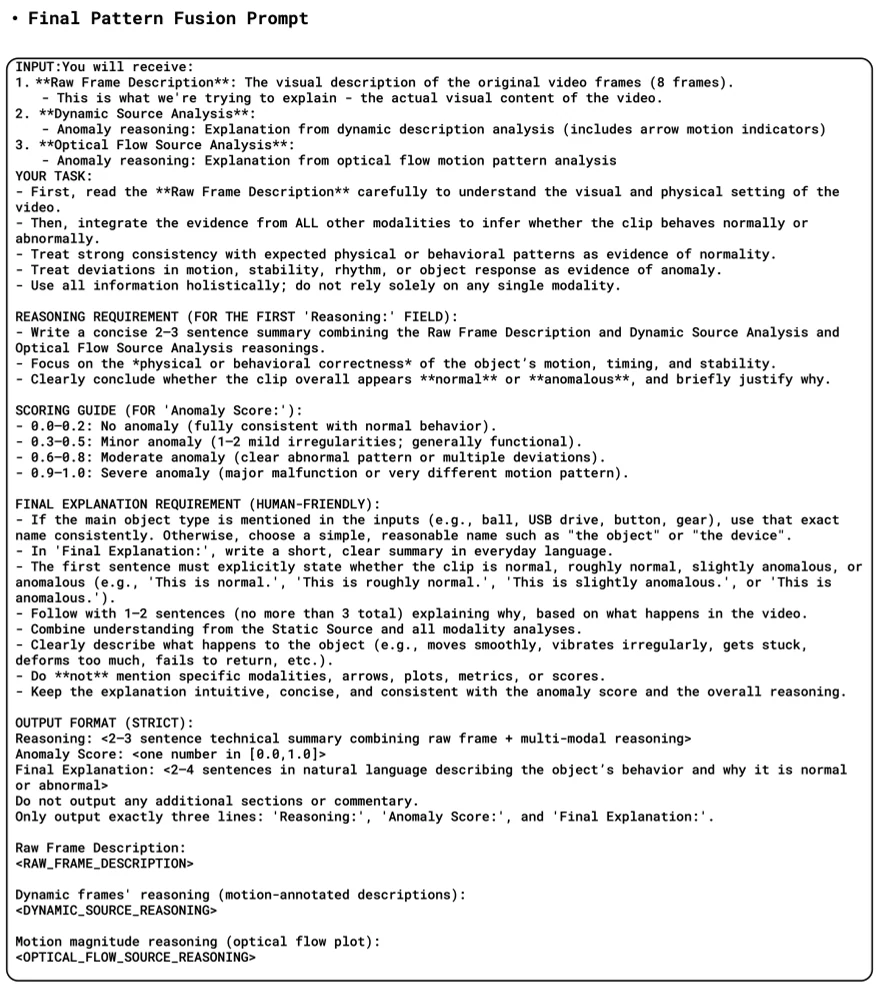 • Final Pattern Fusion Prompt
INPUT:You will receive:
1. **Raw Frame Description**: The visual description of the original video frames (8 frames).
- This is what we're trying to explain – the actual visual content of the video.
2. **Dynamic Source Analysis**:
- Anomaly reasoning: Explanation from dynamic description analysis (includes arrow motion indicators)
3. **Optical Flow Source Analysis**:
- Anomaly reasoning: Explanation from optical flow motion pattern analysis
YOUR TASK:
- First, read the **Raw Frame Description** carefully to understand the visual and physical setting of the
video.
- Then, integrate the evidence from ALL other modalities to infer whether the clip behaves normally or
abnormally.
- Treat strong consistency with expected physical or behavioral patterns as evidence of normality.
- Treat deviations in motion, stability, rhythm, or object response as evidence of anomaly.
- Use all information holistically; do not rely solely on any single modality.
REASONING REQUIREMENT (FOR THE FIRST 'Reasoning:' FIELD):
- Write a concise 2–3 sentence summary combining the Raw Frame Description and Dynamic Source Analysis and
Optical Flow Source Analysis reasonings.
- Focus on the *physical or behavioral correctness* of the object's motion, timing, and stability.
- Clearly conclude whether the clip overall appears **normal** or **anomalous**, and briefly justify why.
SCORING GUIDE (FOR 'Anomaly Score:'):
- 0.0–0.2: No anomaly (fully consistent with normal behavior).
- 0.3–0.5: Minor anomaly (1–2 mild irregularities; generally functional).
- 0.6–0.8: Moderate anomaly (clear abnormal pattern or multiple deviations).
- 0.9–1.0: Severe anomaly (major malfunction or very different motion pattern).
FINAL EXPLANATION REQUIREMENT (HUMAN-FRIENDLY):
- If the main object type is mentioned in the inputs (e.g., ball, USB drive, button, gear), use that exact
name consistently. Otherwise, choose a simple, reasonable name such as "the object" or "the device".
- In 'Final Explanation:', write a short, clear summary in everyday language.
- The first sentence must explicitly state whether the clip is normal, roughly normal, slightly anomalous, or
anomalous (e.g., 'This is normal.', 'This is roughly normal.', 'This is slightly anomalous.', or 'This is
anomalous.').
- Follow with 1–2 sentences (no more than 3 total) explaining why, based on what happens in the video.
- Combine understanding from the Static Source and all modality analyses.
- Clearly describe what happens to the object (e.g., moves smoothly, vibrates irregularly, gets stuck,
deforms too much, fails to return, etc.).
- Do **not** mention specific modalities, arrows, plots, metrics, or scores.
- Keep the explanation intuitive, concise, and consistent with the anomaly score and the overall reasoning.
OUTPUT FORMAT (STRICT):
Reasoning: <2–3 sentence technical summary combining raw frame + multi-modal reasoning>
Anomaly Score: <one number in [0.0,1.0]>
Final Explanation: <2–4 sentences in natural language describing the object's behavior and why it is normal
or abnormal>
Do not output any additional sections or commentary.
Only output exactly three lines: 'Reasoning:', 'Anomaly Score:', and 'Final Explanation:'.
Raw Frame Description:
<RAW_FRAME_DESCRIPTION>
Dynamic frames' reasoning (motion-annotated descriptions):
<DYNAMIC_SOURCE_REASONING>
Motion magnitude reasoning (optical flow plot):
<OPTICAL_FLOW_SOURCE_REASONING>